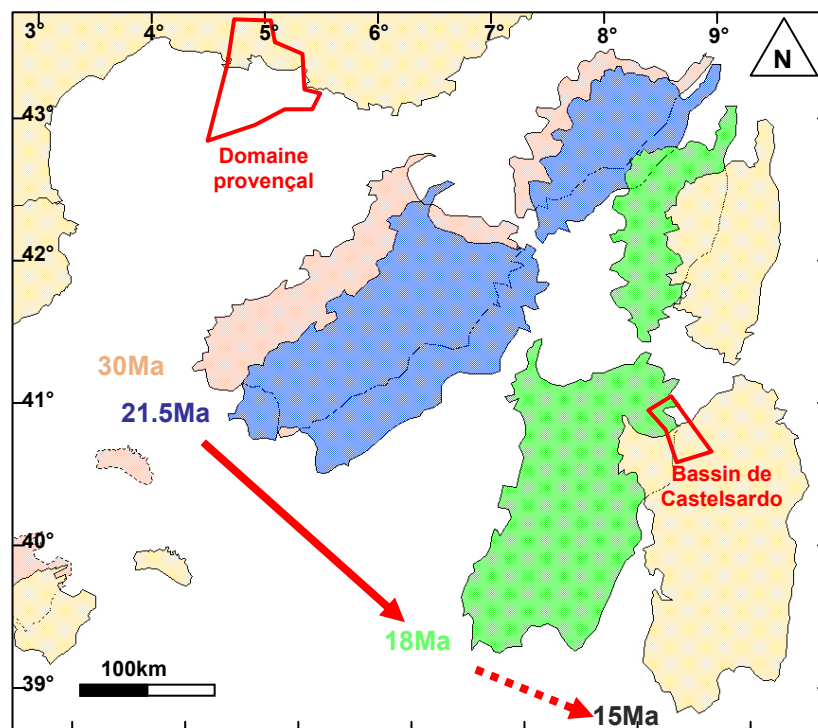 3° 4° 5° 6° 7° 8° 9°
N
43°
Domaine
provençal
42°
30Ma
41°
21.5Ma
Bassin de
Castelsardo
40°
18Ma
100km
39°
15Ma